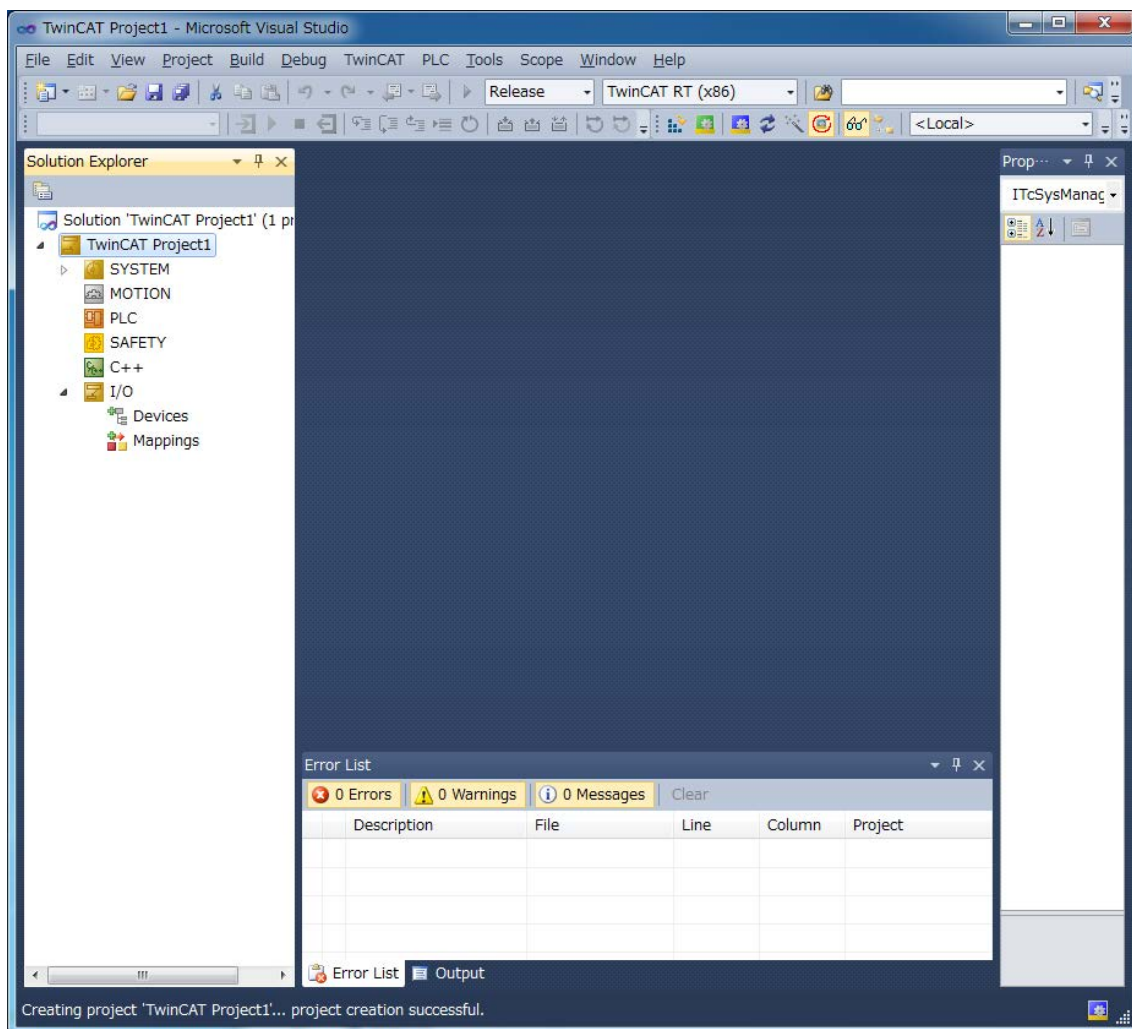 TwinCAT Project1 - Microsoft Visual Studio
File Edit View Project Build Debug TwinCAT PLC Tools Scope Window Help
Release TwinCAT RT (x86)
<Local>
Solution Explorer
Solution 'TwinCAT Project1' (1 pr
TwinCAT Project1
SYSTEM
MOTION
PLC
SAFETY
C++
I/O
Devices
Mappings
Prop...
ITcSysManag
Error List
0 Errors 0 Warnings 0 Messages Clear
Description File Line Column Project
Error List Output
Creating project 'TwinCAT Project1'... project creation successful.